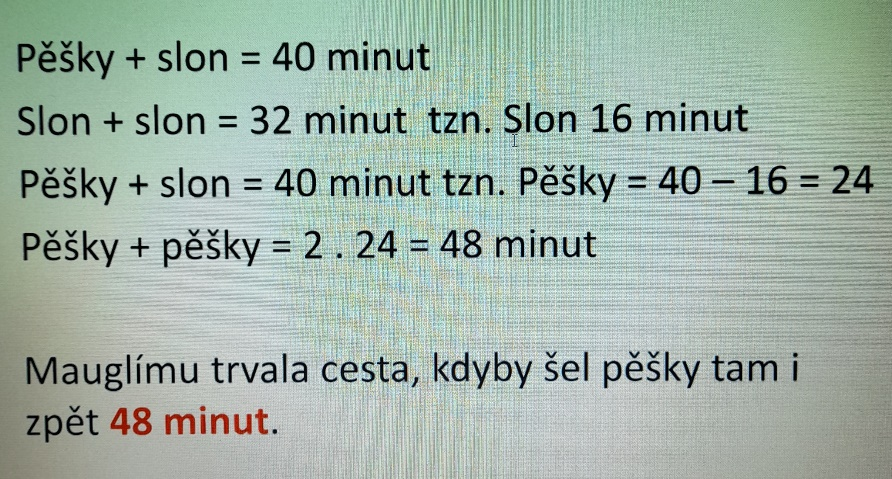 Pěšky + slon = 40 minut
Slon + slon = 32 minut tzn. Slon 16 minut
Pěšky + slon = 40 minut tzn. Pěšky = 40 – 16 = 24
Pěšky + pěšky = 2 . 24 = 48 minut
Mauglímu trvala cesta, kdyby šel pěšky tam i
zpět 48 minut.